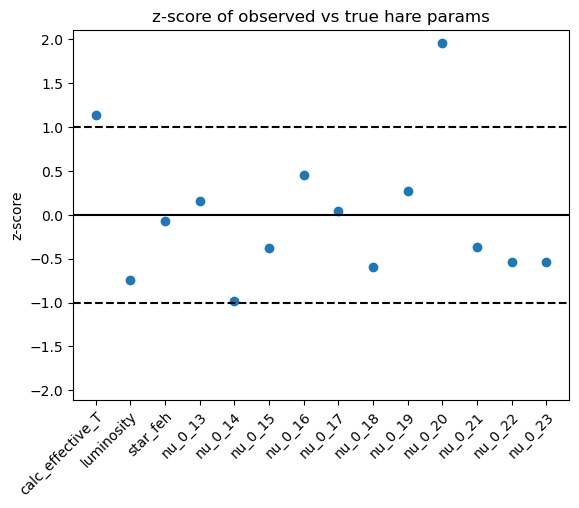 z-score of observed vs true hare params
2.0
1.5
1.0
0.5
0.0
−0.5
−1.0
−1.5
−2.0
z-score
calc_effective_T
luminosity
star_feh
nu_0_13
nu_0_14
nu_0_15
nu_0_16
nu_0_17
nu_0_18
nu_0_19
nu_0_20
nu_0_21
nu_0_22
nu_0_23